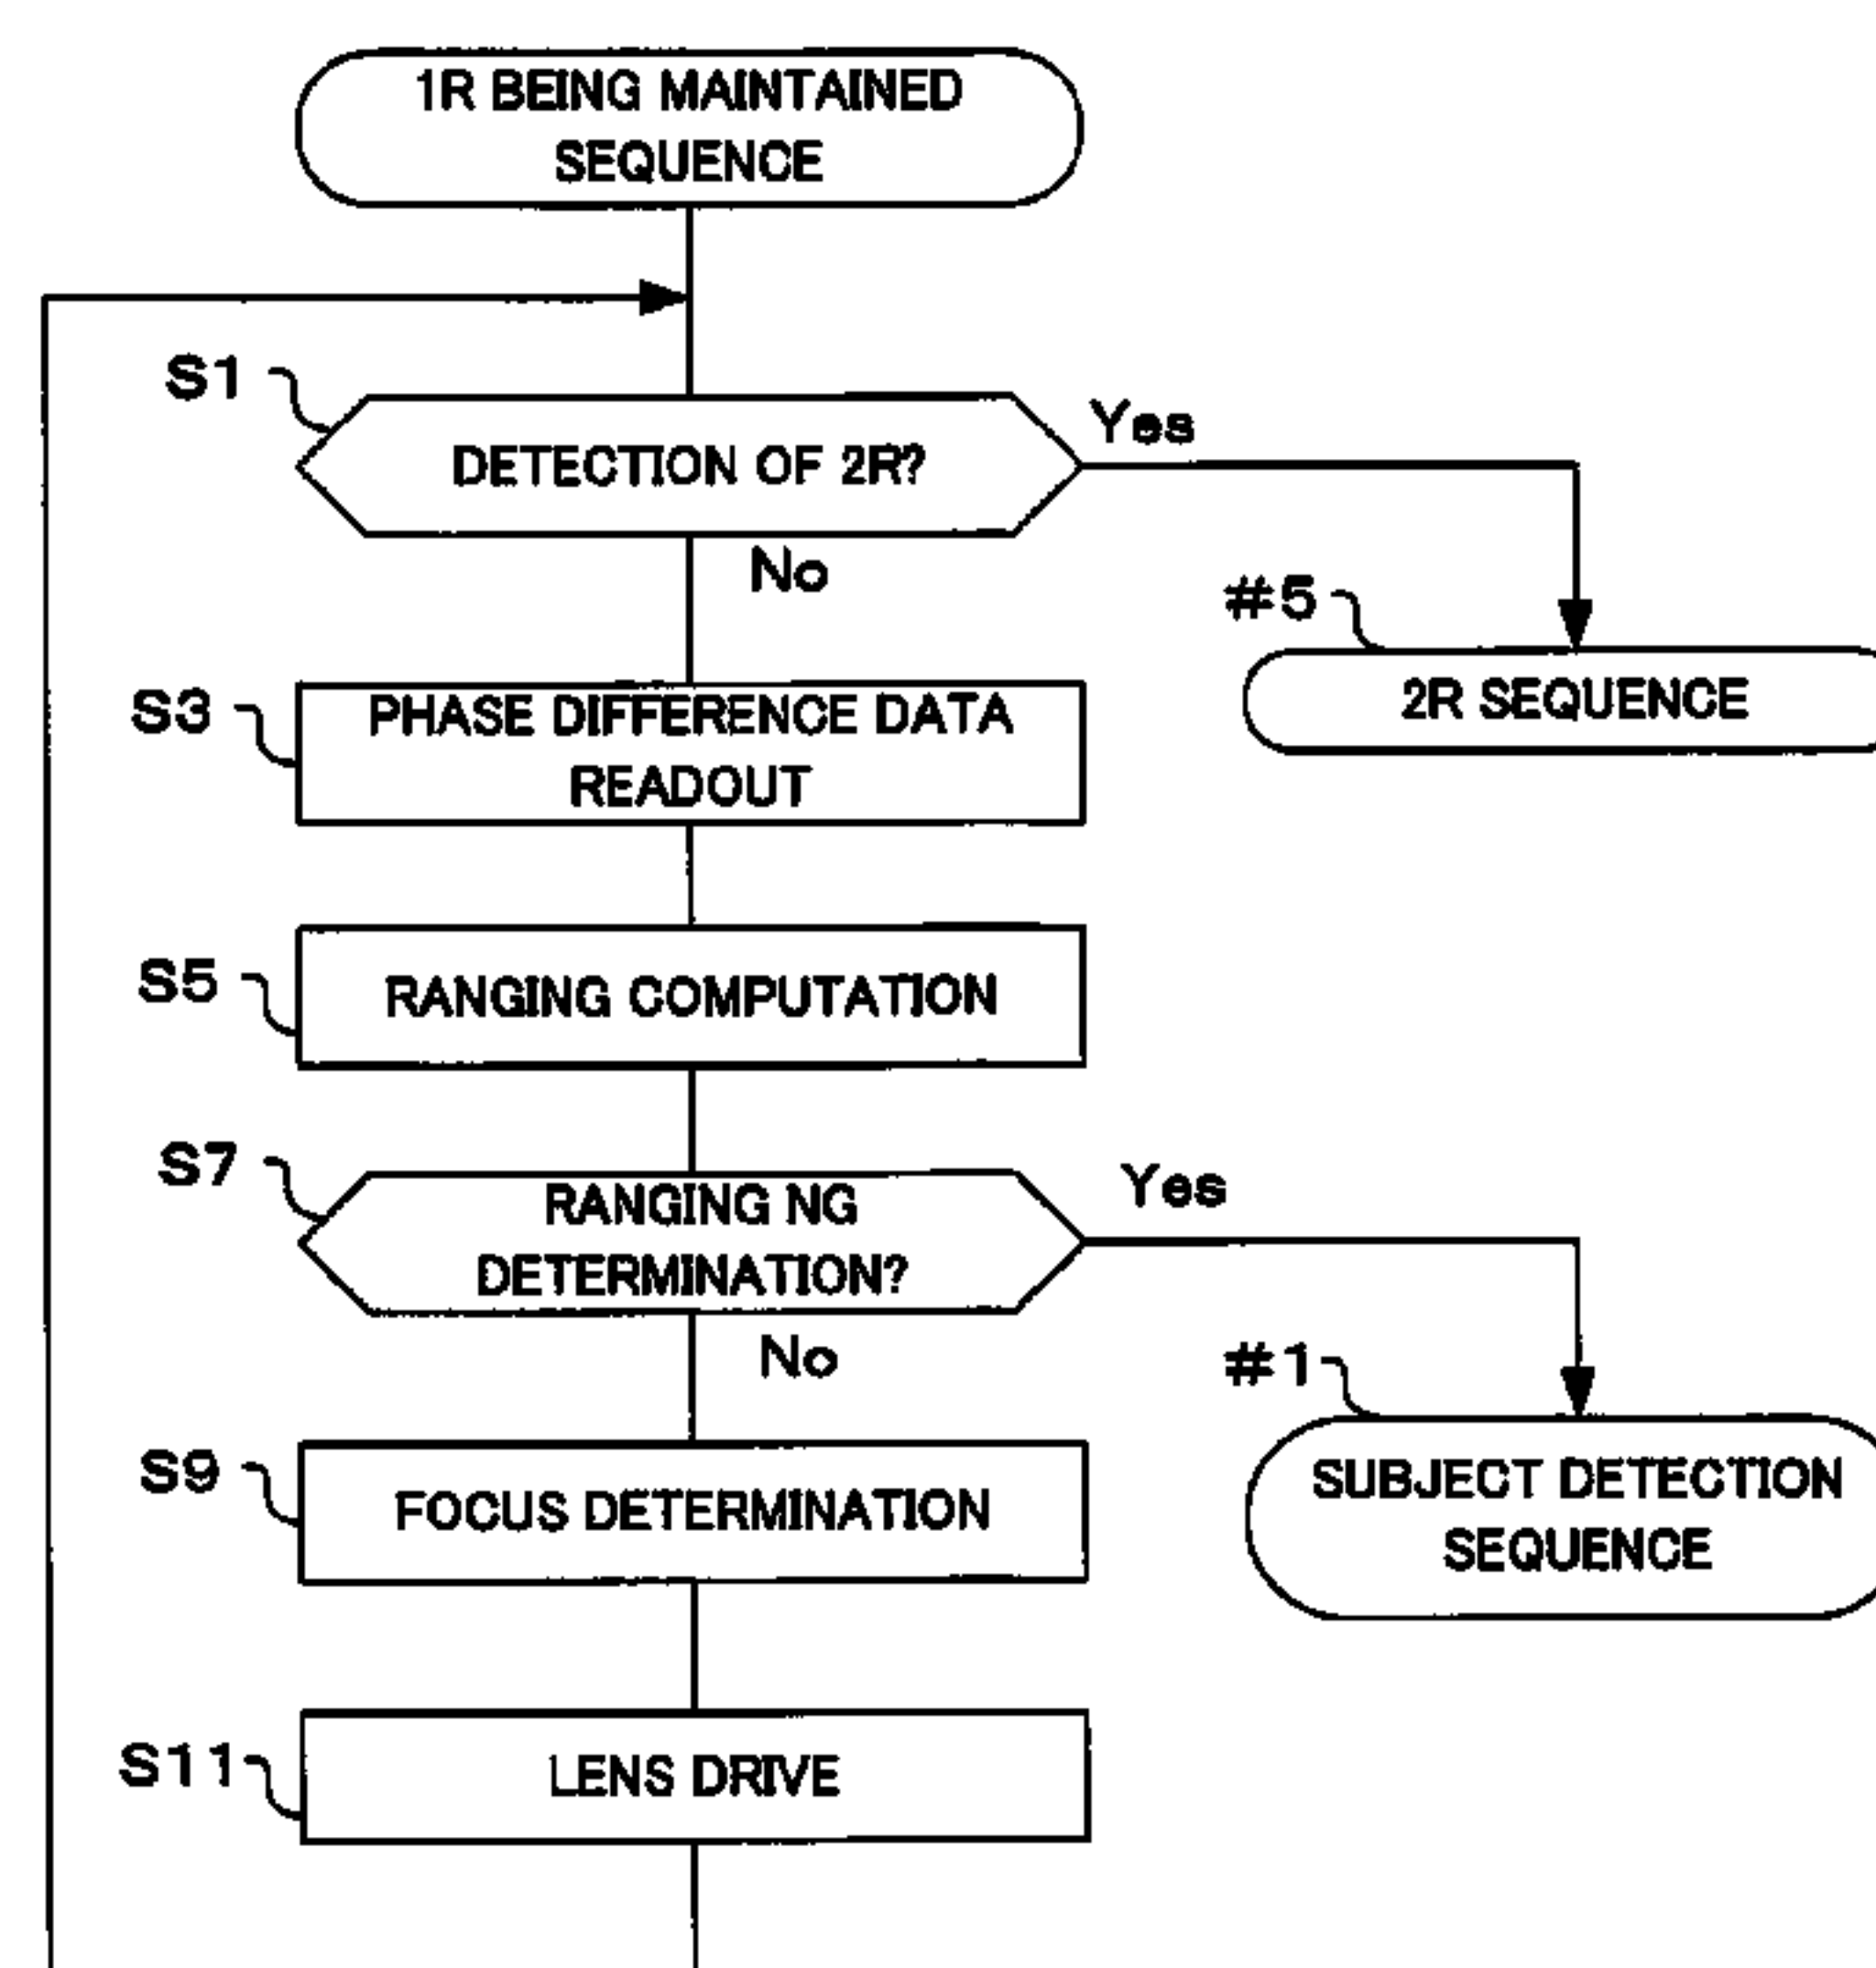 1R BEING MAINTAINED
SEQUENCE
S1
DETECTION OF 2R?
Yes
No
#5
2R SEQUENCE
S3
PHASE DIFFERENCE DATA
READOUT
S5
RANGING COMPUTATION
S7
RANGING NG
DETERMINATION?
Yes
No
#1
SUBJECT DETECTION
SEQUENCE
S9
FOCUS DETERMINATION
S11
LENS DRIVE